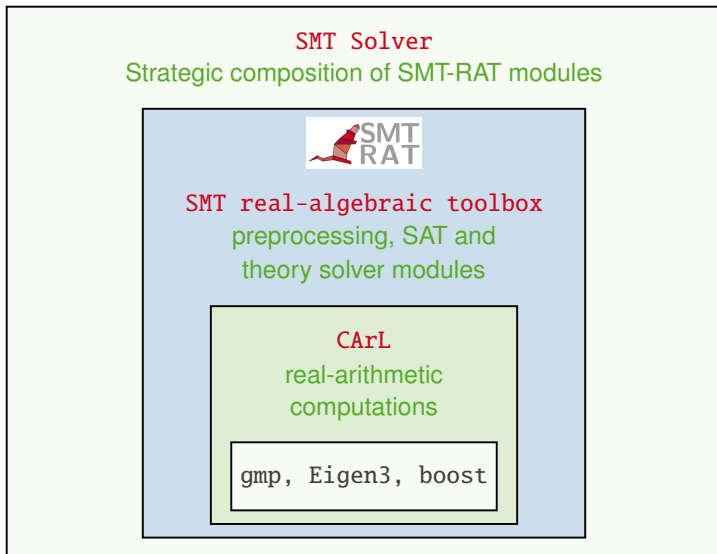 SMT Solver
Strategic composition of SMT-RAT modules
SMT
RAT
SMT real-algebraic toolbox
preprocessing, SAT and
theory solver modules
CArL
real-arithmetic
computations
gmp, Eigen3, boost